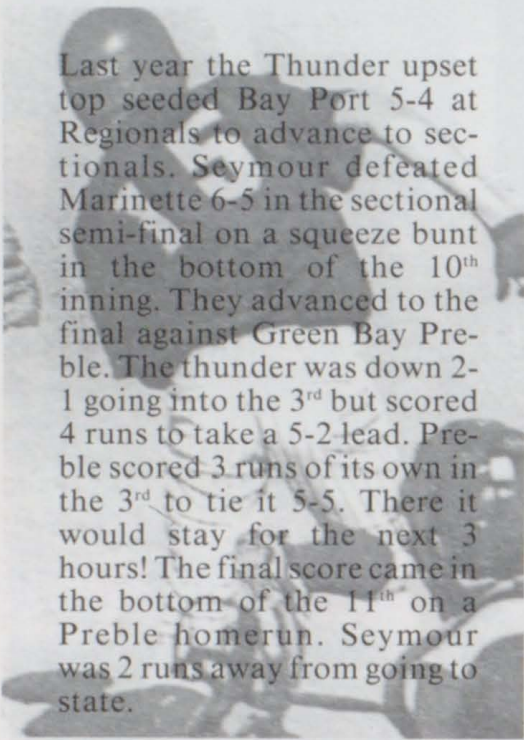 Last year the Thunder upset
top seeded Bay Port 5-4 at
Regionals to advance to sec-
tionals. Seymour defeated
Marinette 6-5 in the sectional
semi-final on a squeeze bunt
in the bottom of the 10th
inning. They advanced to the
final against Green Bay Pre-
ble. The thunder was down 2-
1 going into the 3rd but scored
4 runs to take a 5-2 lead. Pre-
ble scored 3 runs of its own in
the 3rd to tie it 5-5. There it
would stay for the next 3
hours! The final score came in
the bottom of the 11th on a
Preble homerun. Seymour
was 2 runs away from going to
state.